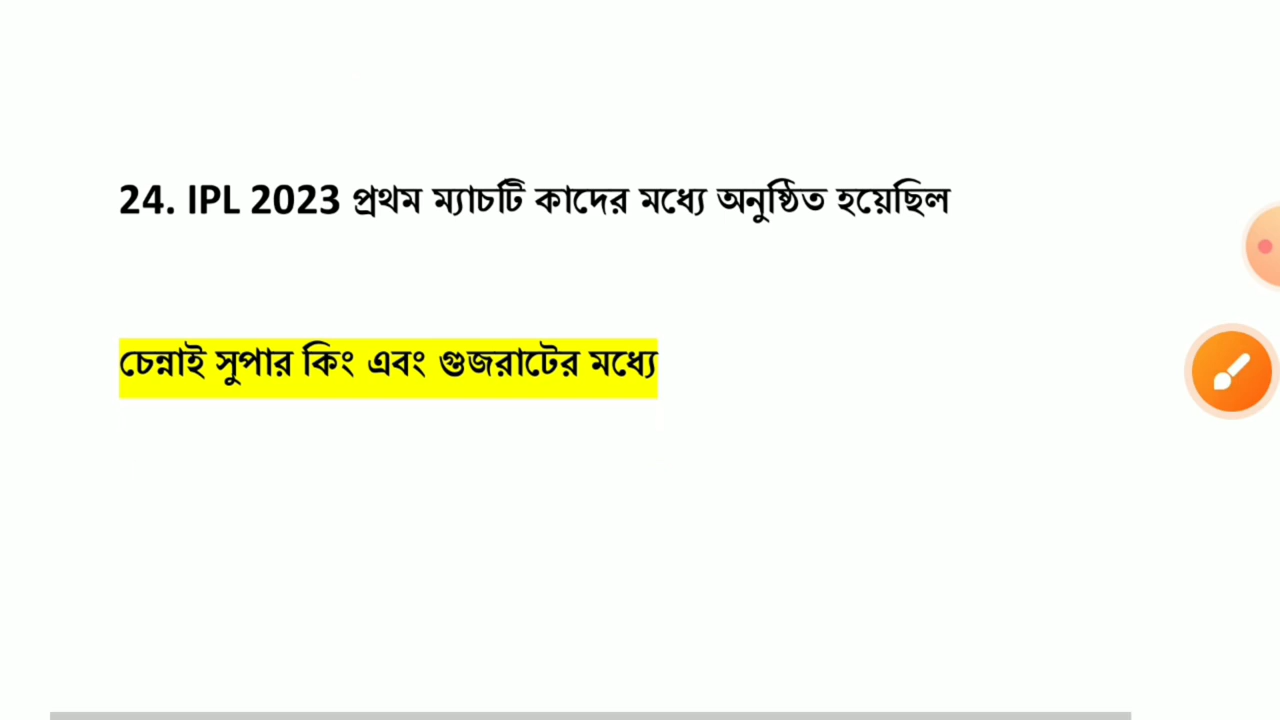 24. IPL 2023 প্রথম ম্যাচটি কাদের মধ্যে অনুষ্ঠিত হয়েছিল
চেন্নাই সুপার কিং এবং গুজরাটের মধ্যে